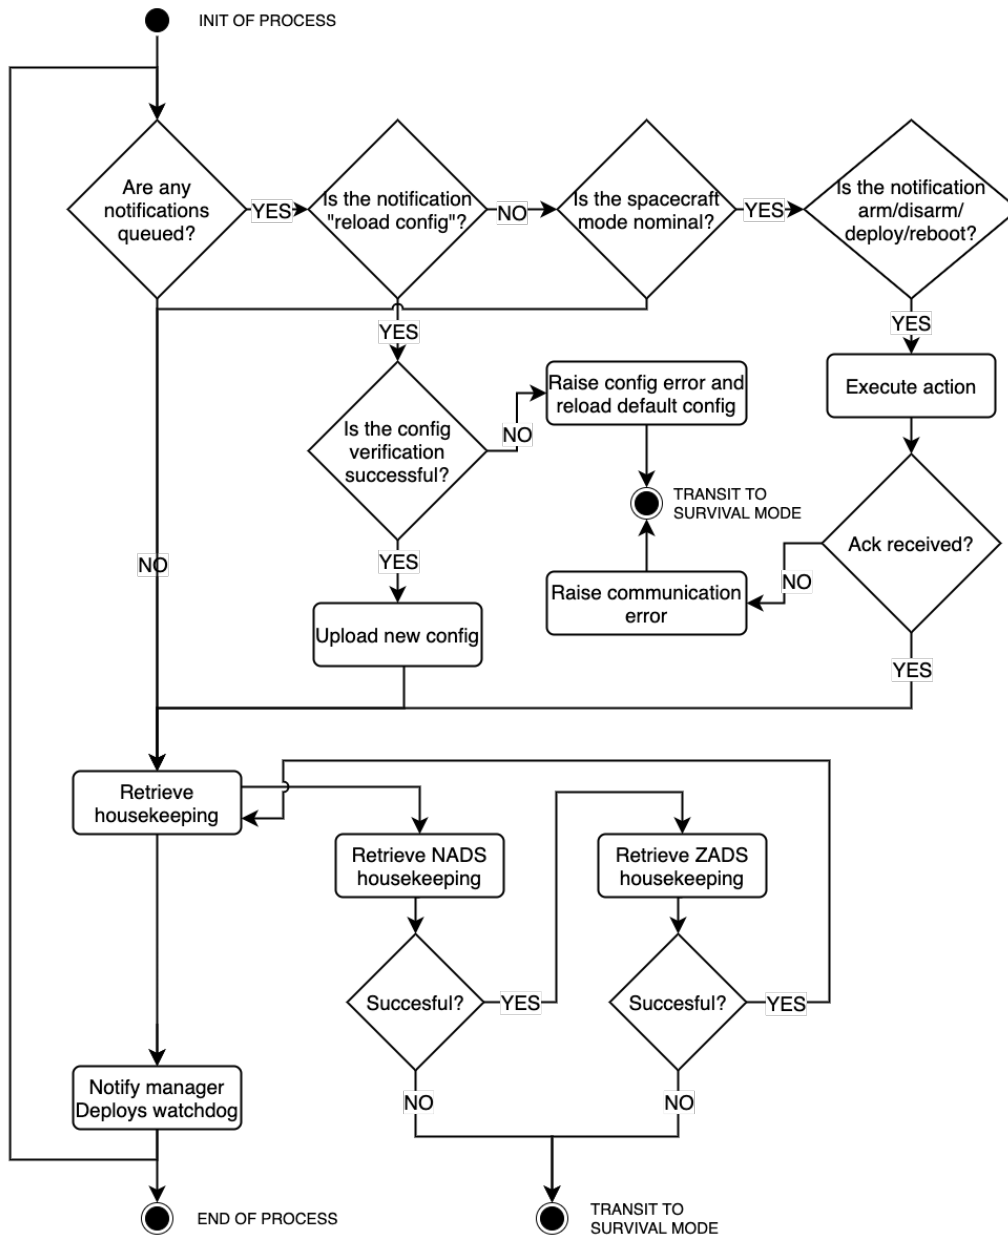 INIT OF PROCESS
Are any
notifications
queued?
YES
Is the notification
"reload config"?
NO
Is the spacecraft
mode nominal?
YES
Is the notification
arm/disarm/
deploy/reboot?
YES
YES
Execute action
Raise config error and
reload default config
Is the config
verification
successful?
NO
TRANSIT TO
SURVIVAL MODE
Ack received?
NO
YES
NO
Raise communication
error
Upload new config
YES
Retrieve
housekeeping
Retrieve NADS
housekeeping
Retrieve ZADS
housekeeping
Succesful?
YES
Succesful?
YES
Notify manager
Deploys watchdog
NO
NO
END OF PROCESS
TRANSIT TO
SURVIVAL MODE